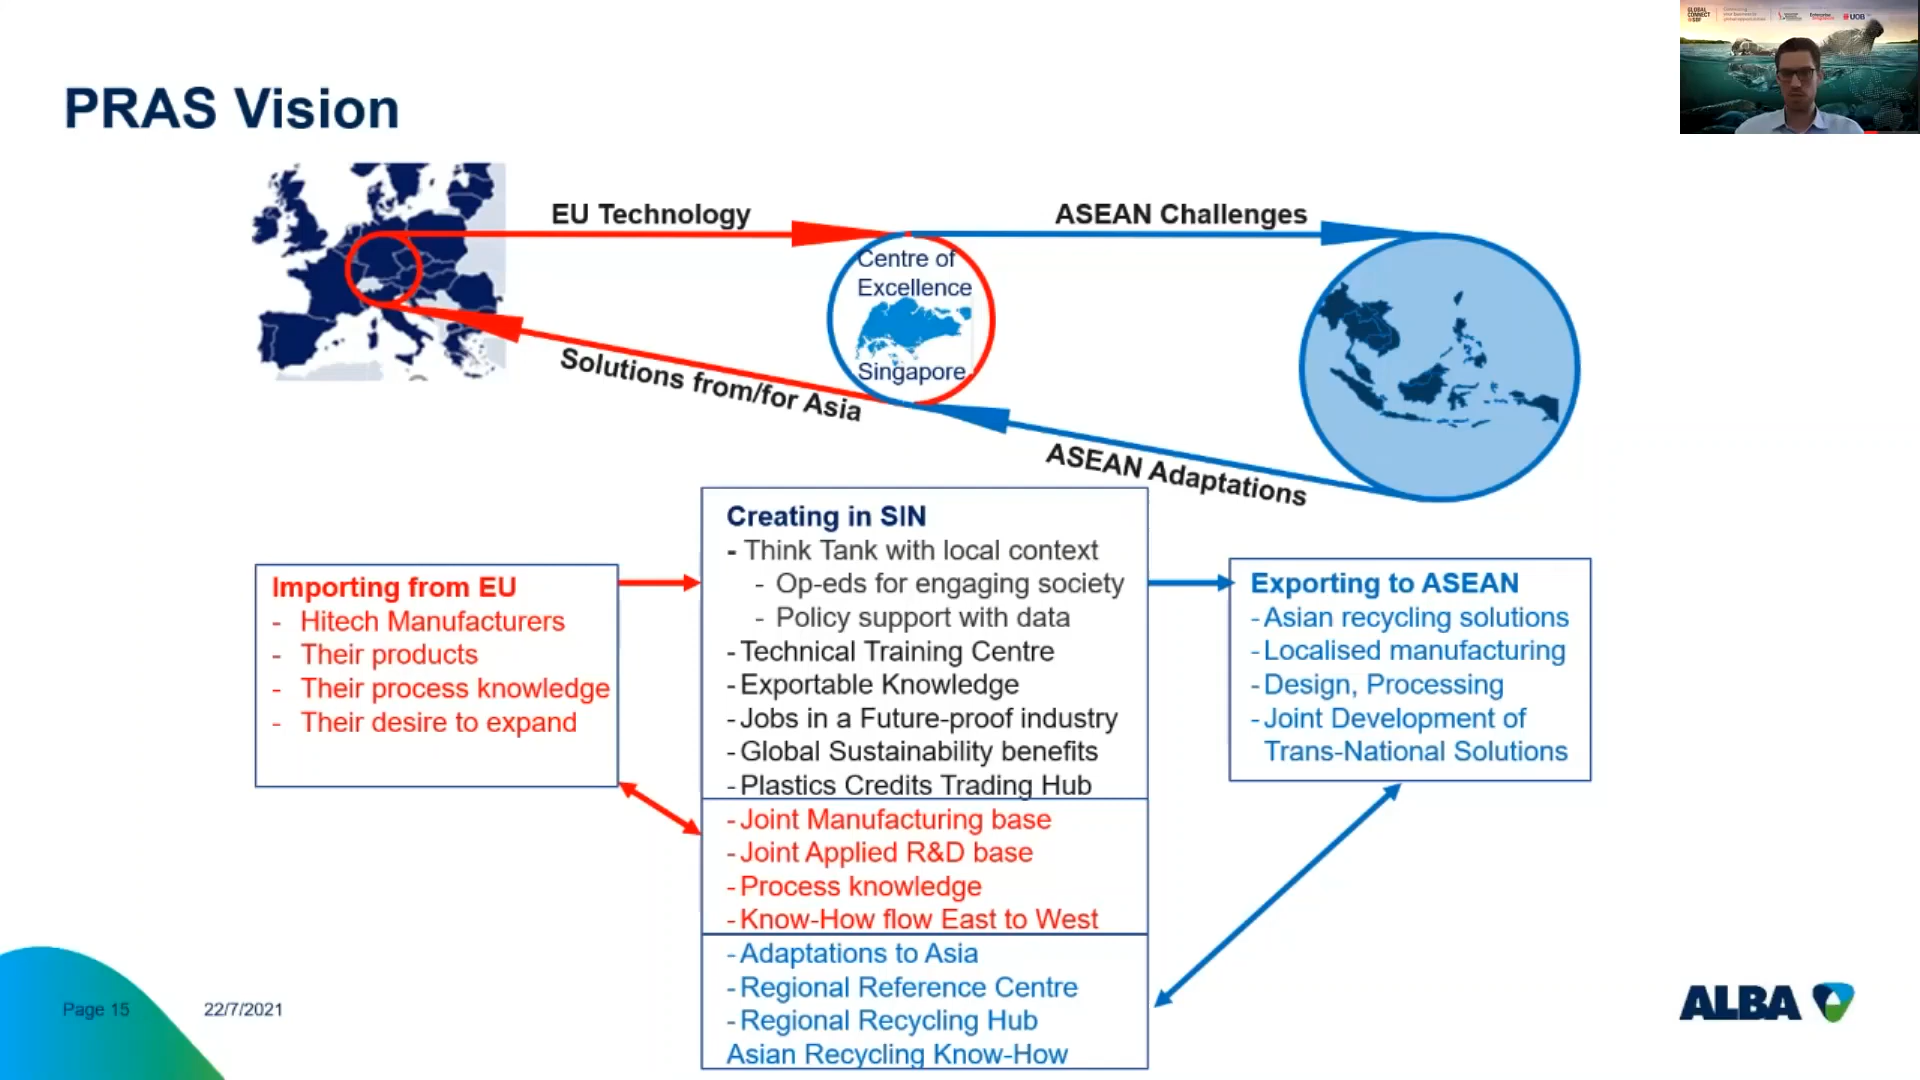 GLOBAL
CONNECT
@SBF
UOB
PRAS Vision
EU Technology
ASEAN Challenges
Centre of
Excellence
Singapore
Solutions from/for Asia
ASEAN Adaptations
Importing from EU
- Hitech Manufacturers
- Their products
- Their process knowledge
- Their desire to expand
Creating in SIN
- Think Tank with local context
- Op-eds for engaging society
- Policy support with data
-Technical Training Centre
-Exportable Knowledge
-Jobs in a Future-proof industry
-Global Sustainability benefits
-Plastics Credits Trading Hub
-Joint Manufacturing base
-Joint Applied R&D base
-Process knowledge
-Know-How flow East to West
-Adaptations to Asia
-Regional Reference Centre
-Regional Recycling Hub
Asian Recycling Know-How
Exporting to ASEAN
-Asian recycling solutions
-Localised manufacturing
-Design, Processing
-Joint Development of
Trans-National Solutions
Page 15
22/7/2021
ALBA